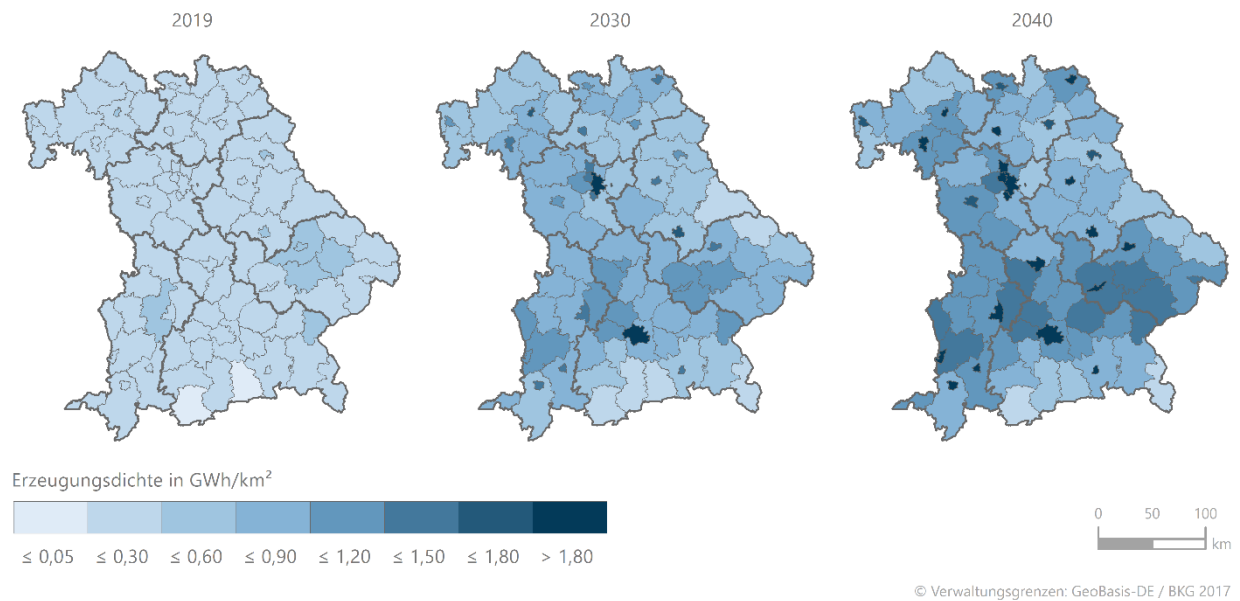 2019 2030 2040
Erzeugungsdichte in GWh/km²
≤ 0,05 ≤ 0,30 ≤ 0,60 ≤ 0,90 ≤ 1,20 ≤ 1,50 ≤ 1,80 > 1,80
0 50 100
km
© Verwaltungsgrenzen: GeoBasis-DE / BKG 2017